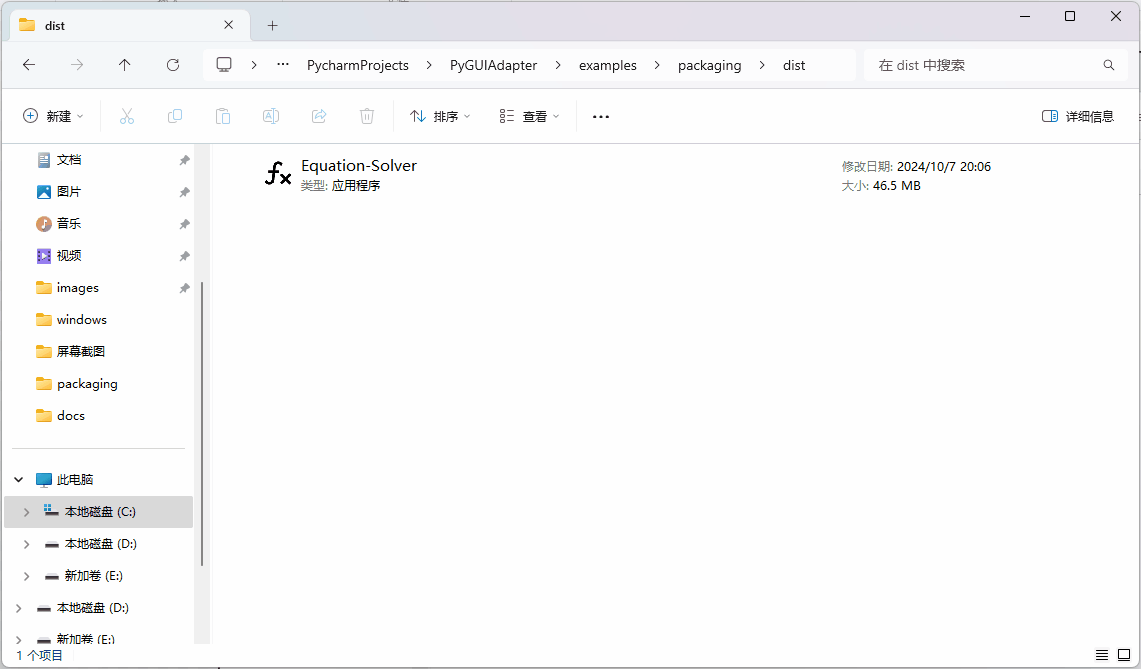 dist
PycharmProjects PyGUIAdapter examples packaging dist
在 dist 中搜索
新建 排序 查看 详细信息
文档
图片
音乐
视频
images
windows
屏幕截图
packaging
docs
此电脑
本地磁盘 (C:)
本地磁盘 (D:)
新加卷 (E:)
本地磁盘 (D:)
新加卷 (E:)
Equation-Solver
类型: 应用程序
修改日期: 2024/10/7 20:06
大小: 46.5 MB
1 个项目